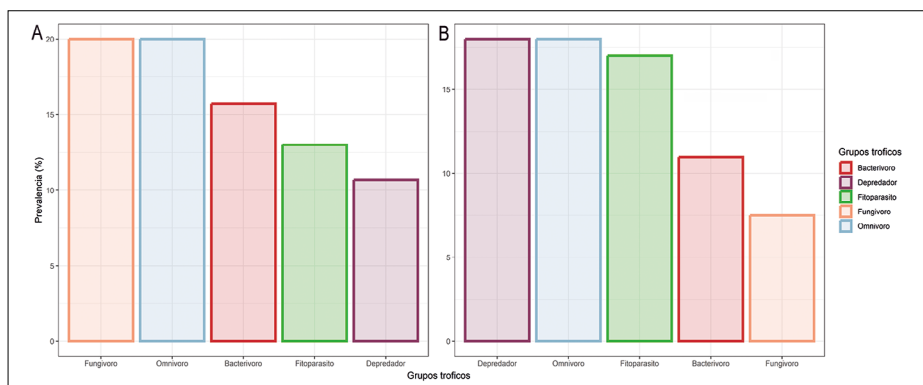 A
B
Prevalencia (%)
20
15
10
5
0
15
10
5
0
Fungivoro Omnivoro Bacterivoro Fitoparasito Depredador
Depredador Omnivoro Fitoparasito Bacterivoro Fungivoro
Grupos troficos
Grupos troficos
Bacterivoro
Depredador
Fitoparasito
Fungivoro
Omnivoro